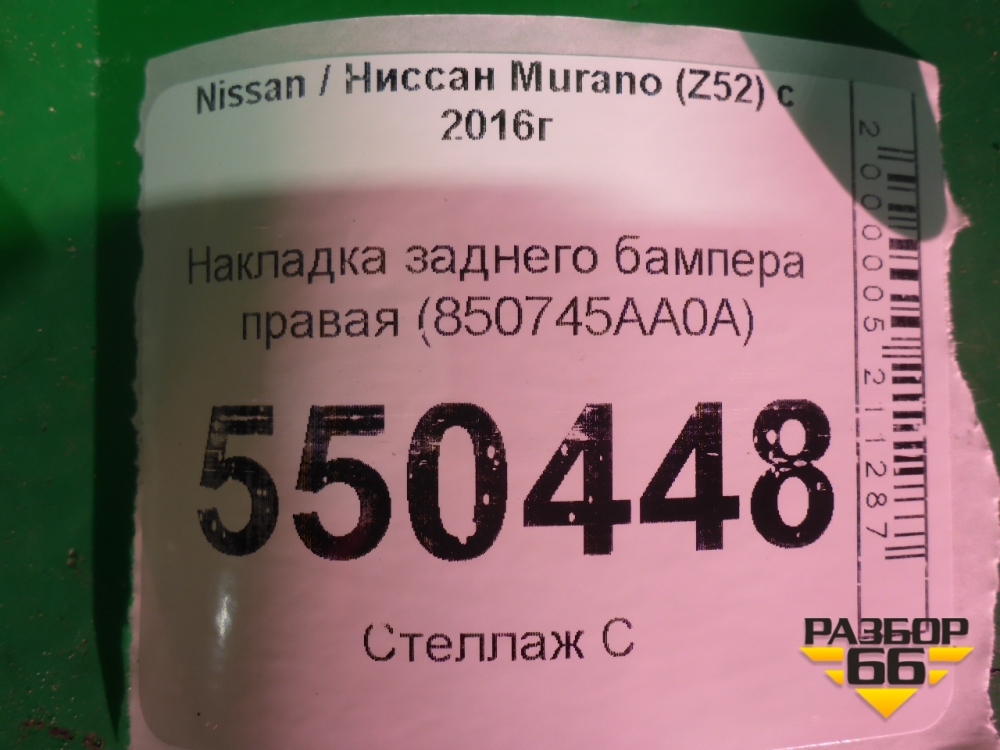 Nissan / Ниссан Murano (Z52) с
2016г
Накладка заднего бампера
правая (850745AA0A)
550448
Стеллаж С
2000005211287
РАЗБОР
66